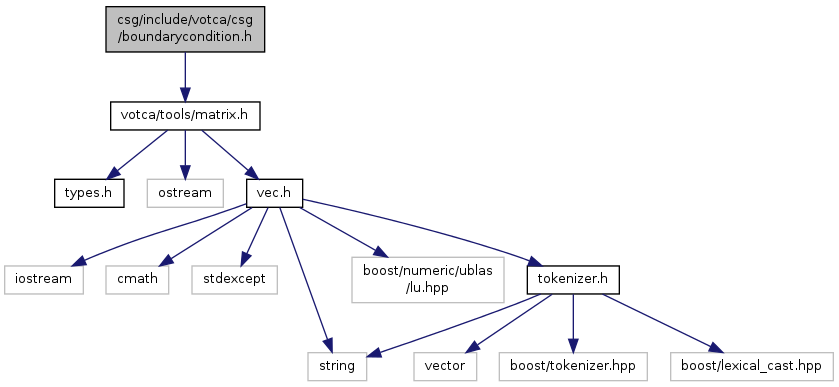 csg/include/votca/csg
/boundarycondition.h
votca/tools/matrix.h
types.h
ostream
vec.h
iostream
cmath
stdexcept
boost/numeric/ublas
/lu.hpp
tokenizer.h
string
vector
boost/tokenizer.hpp
boost/lexical_cast.hpp